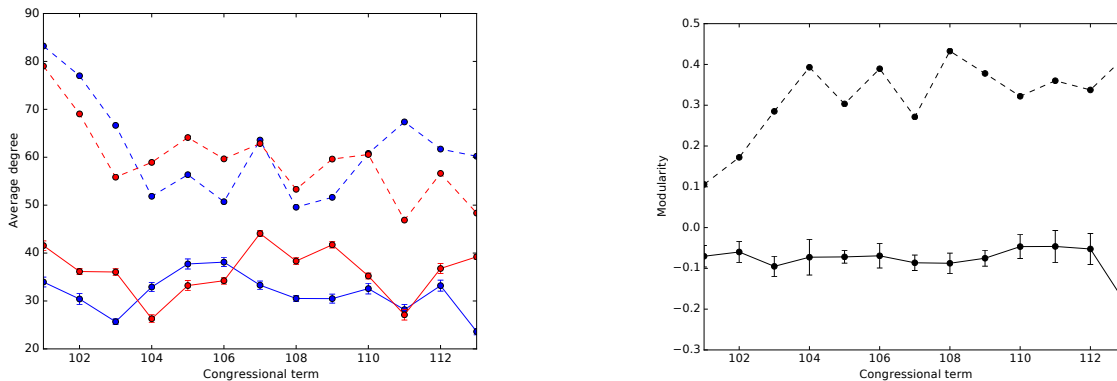 90
80
70
60
50
40
30
20
102 104 106 108 110 112
Congressional term
Average degree
0.5
0.4
0.3
0.2
0.1
0.0
−0.1
−0.2
−0.3
102 104 106 108 110 112
Congressional term
Modularity